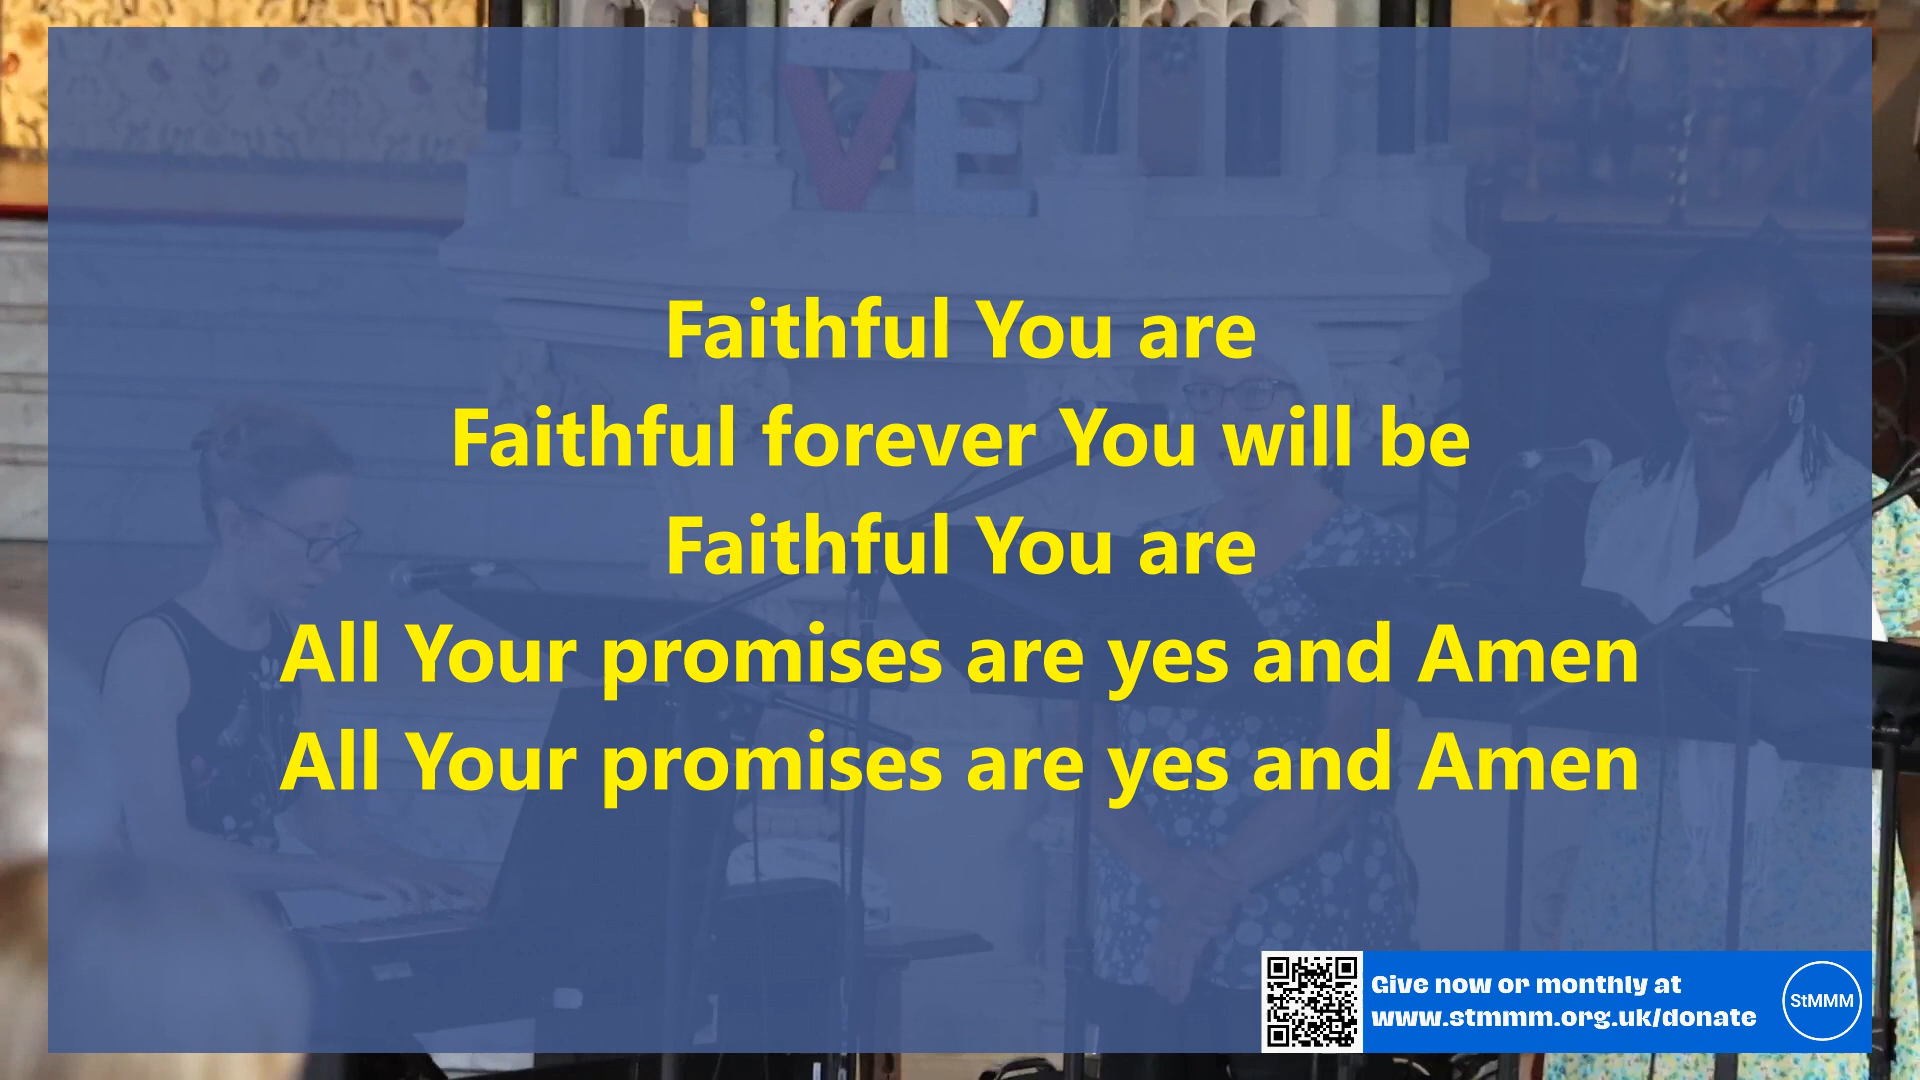 LOVE
Faithful You are
Faithful forever You will be
Faithful You are
All Your promises are yes and Amen
All Your promises are yes and Amen
Give now or monthly at
www.stmmm.org.uk/donate
StMMM